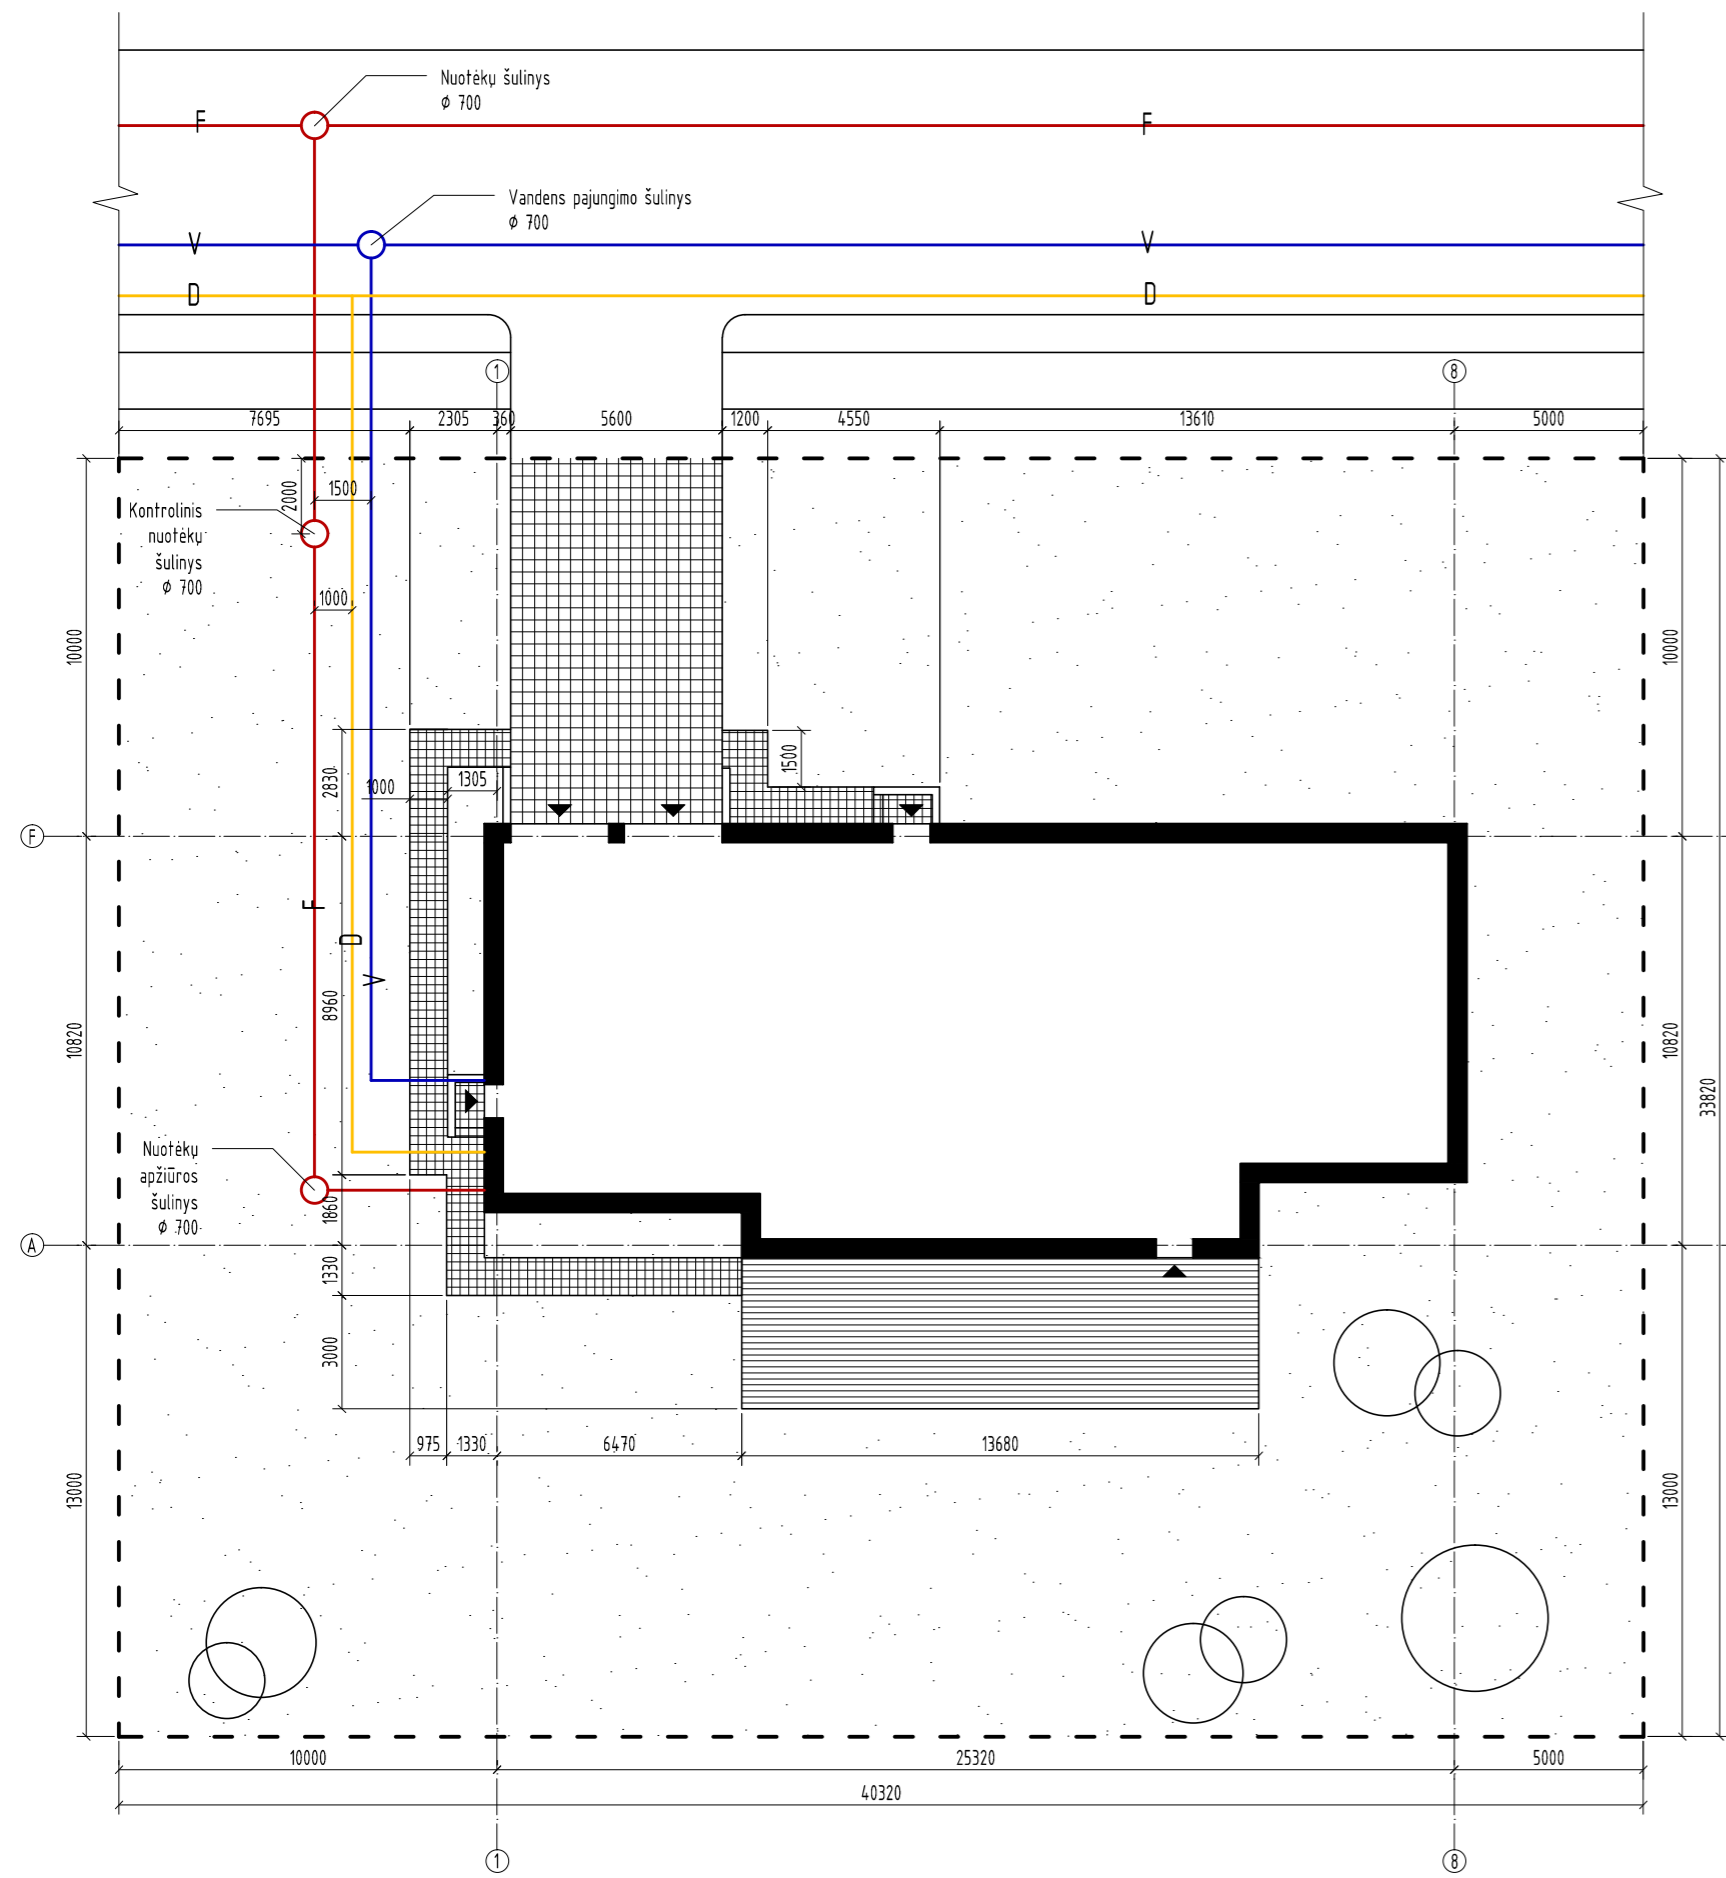 Nuotėkų šulinys
ϕ 700
F
F
Vandens pajungimo šulinys
ϕ 700
V
V
D
D
1
8
7695
2305
360
5600
1200
4550
13610
5000
1500
2000
Kontrolinis
nuotėkų
šulinys
ϕ 700
1000
10000
10000
2830
1000
1305
1500
F
F
D
V
8960
10820
10820
33820
Nuotėkų
apžiūros
šulinys
ϕ 700
1860
A
1330
3000
975
1330
6470
13680
13000
13000
10000
25320
5000
40320
1
8